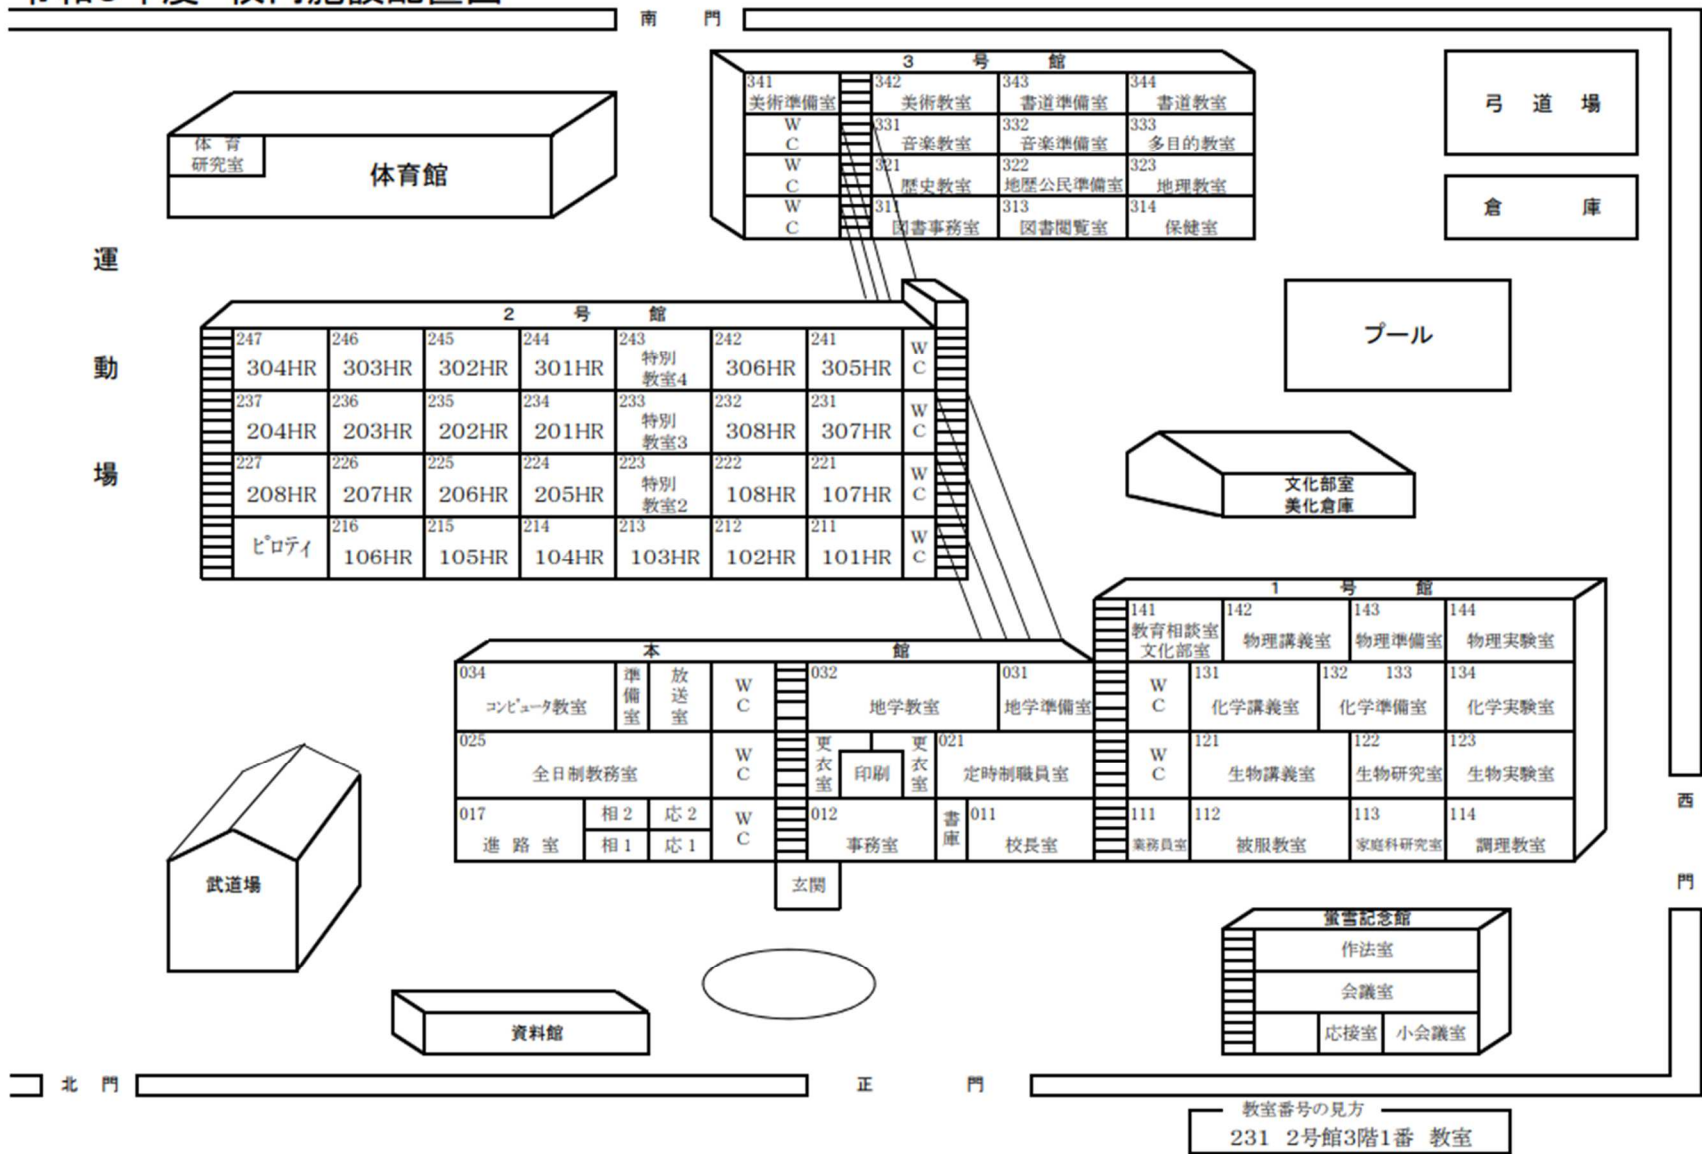 南 門
3 号 館
341 342 343 344
美術準備室 美術教室 書道準備室 書道教室
W C 331 332 333
音楽教室 音楽準備室 多目的教室
W C 321 322 323
歴史教室 地歴公民準備室 地理教室
W C 311 313 314
図書事務室 図書閲覧室 保健室
弓 道 場
倉 庫
体 育
研究室
体育館
運動場
プール
2 号 館
247 246 245 244 243 242 241
304HR 303HR 302HR 301HR 特別教室4 306HR 305HR W C
237 236 235 234 233 232 231
204HR 203HR 202HR 201HR 特別教室3 308HR 307HR W C
227 226 225 224 223 222 221
208HR 207HR 206HR 205HR 特別教室2 108HR 107HR W C
216 215 214 213 212 211
ピロティ 106HR 105HR 104HR 103HR 102HR 101HR W C
文化部室
美化倉庫
1 号 館
141 142 143 144
教育相談室 物理講義室 物理準備室 物理実験室
文化部室
W C 131 132 133 134
化学講義室 化学準備室 化学実験室
W C 121 122 123
生物講義室 生物研究室 生物実験室
111 112 113 114
業務員室 被服教室 家庭科研究室 調理教室
本 館
034 032 031
コンピュータ教室 準備室 放送室 W C 地学教室 地学準備室
025 021
全日制教務室 W C 更衣室 印刷 更衣室 定時制職員室
017 相2 応2 012 011
進路室 相1 応1 W C 事務室 書庫 校長室
玄関
武道場
資料館
螢雪記念館
作法室
会議室
応接室 小会議室
西門
北 門
正 門
教室番号の見方
231 2号館3階1番 教室